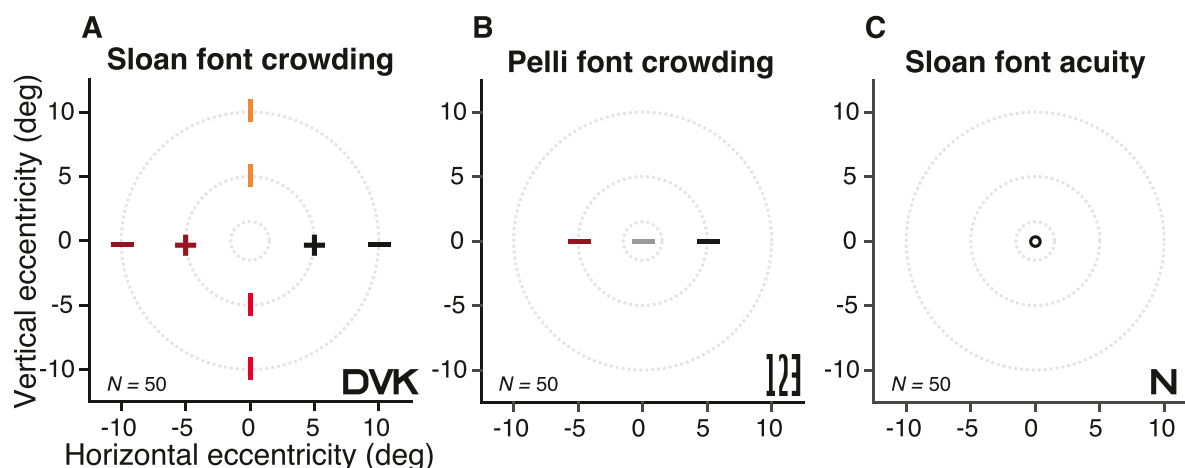 A
Sloan font crowding
Vertical eccentricity (deg)
10
5
0
-5
-10
N = 50
DVK
-10 -5 0 5 10
Horizontal eccentricity (deg)
B
Pelli font crowding
10
5
0
-5
-10
N = 50
123
-10 -5 0 5 10
C
Sloan font acuity
10
5
0
-5
-10
N = 50
N
-10 -5 0 5 10